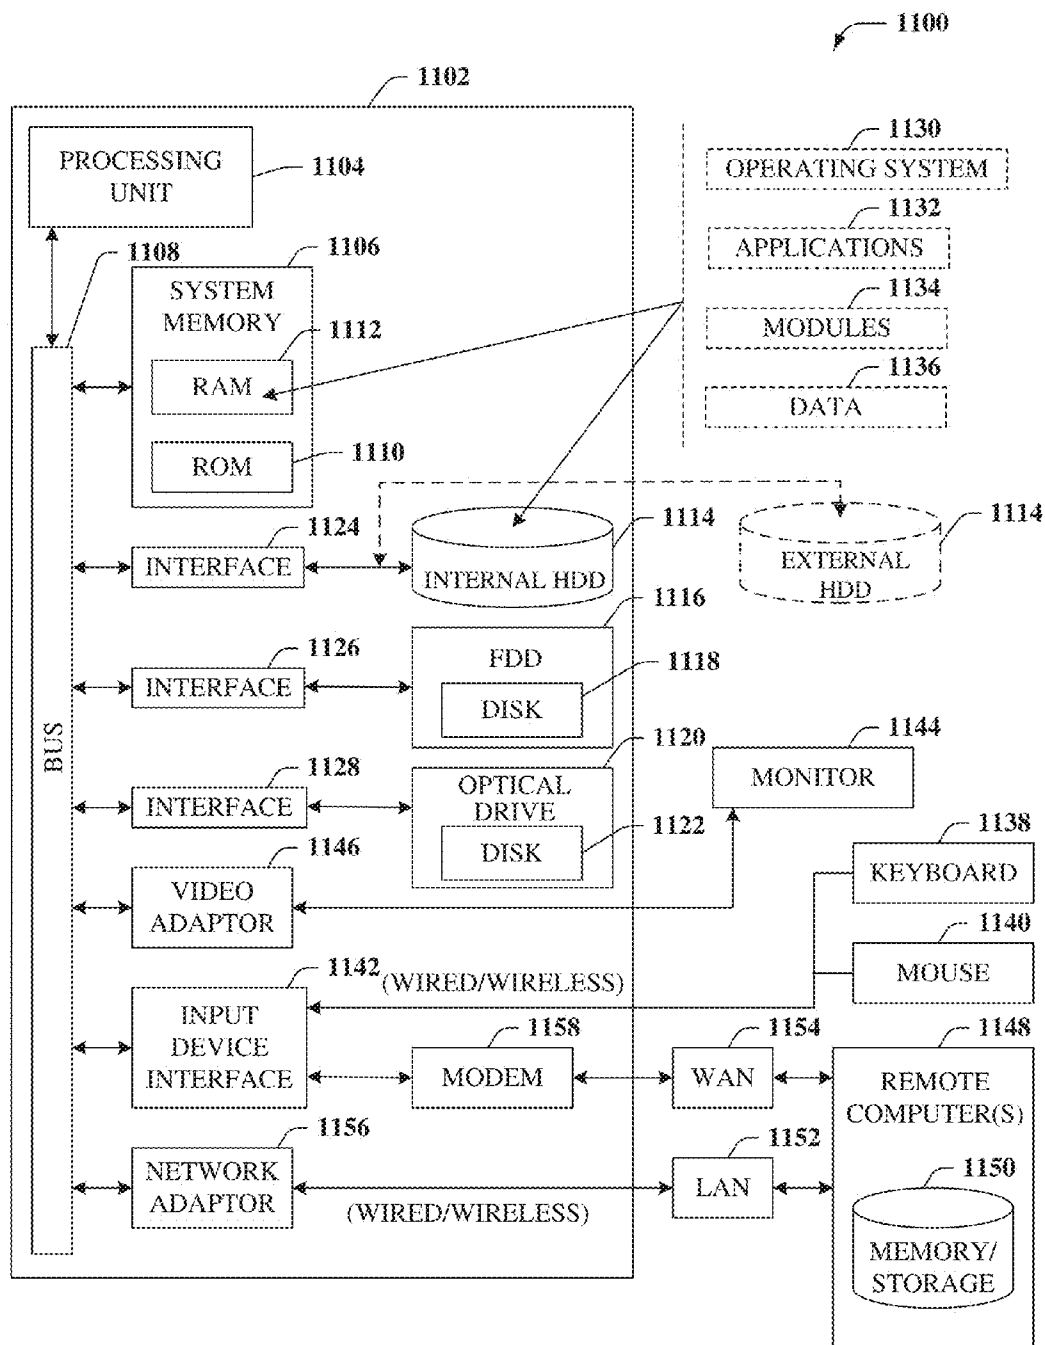 1100
1102
PROCESSING
UNIT
1104
1130
OPERATING SYSTEM
1132
APPLICATIONS
1134
MODULES
1136
DATA
1108
1106
SYSTEM
MEMORY
1112
RAM
1110
ROM
BUS
1124
INTERFACE
1114
INTERNAL HDD
1114
EXTERNAL
HDD
1126
INTERFACE
1116
FDD
1118
DISK
1128
INTERFACE
1120
OPTICAL
DRIVE
1122
DISK
1144
MONITOR
1146
VIDEO
ADAPTOR
1138
KEYBOARD
1140
MOUSE
1142
(WIRED/WIRELESS)
INPUT
DEVICE
INTERFACE
1158
MODEM
1154
WAN
1148
REMOTE
COMPUTER(S)
1156
NETWORK
ADAPTOR
(WIRED/WIRELESS)
1152
LAN
1150
MEMORY/
STORAGE